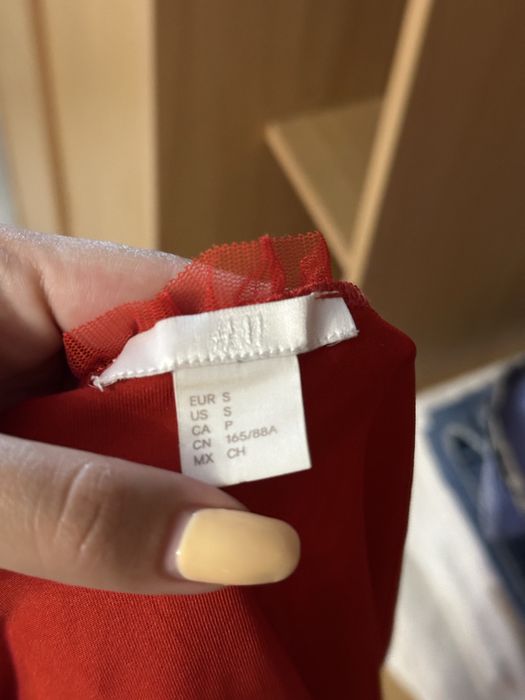 H&M
EUR S
US S
CA P
CN 165/88A
MX CH